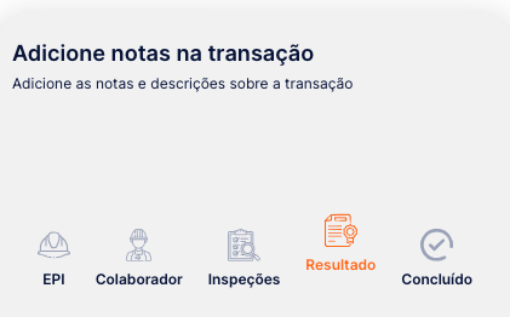 Adicione notas na transação
Adicione as notas e descrições sobre a transação
EPI Colaborador Inspeções Resultado Concluído